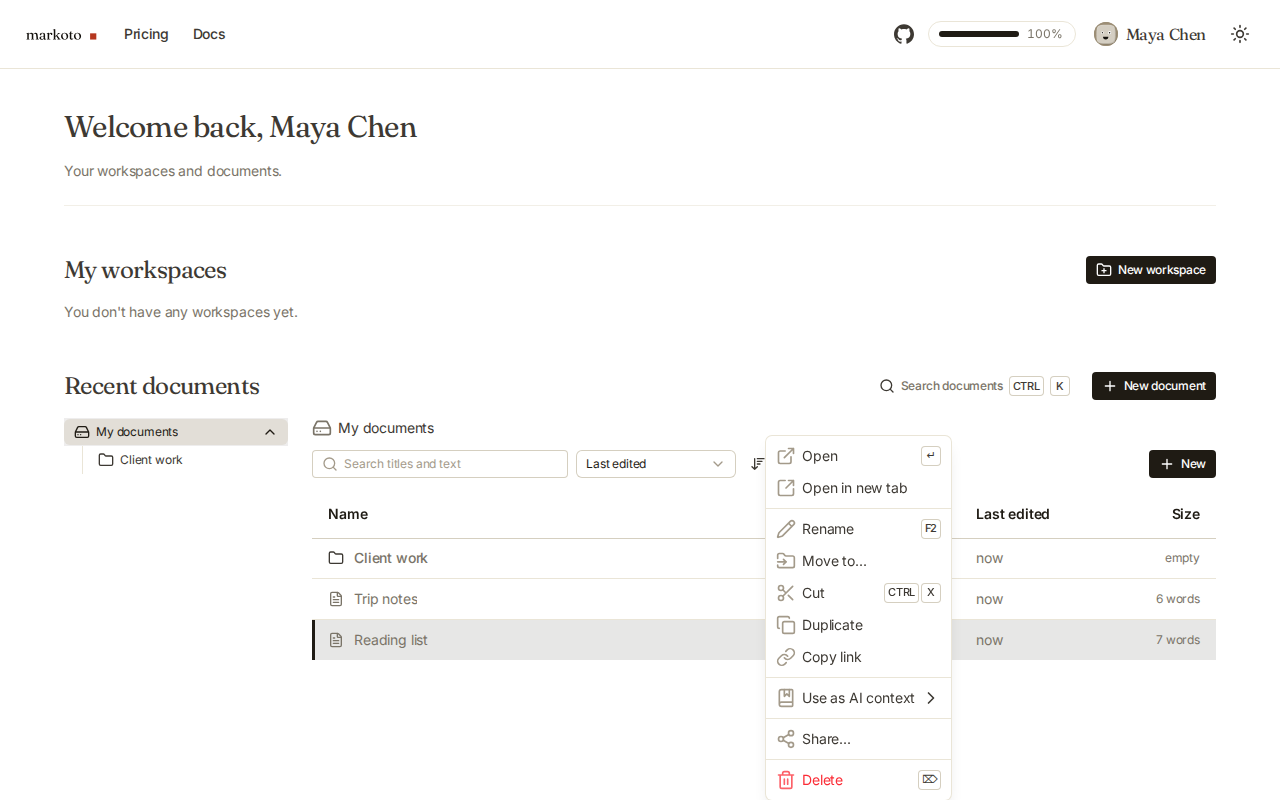 markoto
Pricing
Docs
100%
Maya Chen
Welcome back, Maya Chen
Your workspaces and documents.
My workspaces
New workspace
You don't have any workspaces yet.
Recent documents
Search documents CTRL K
New document
My documents
Client work
My documents
Search titles and text
Last edited
New
Name
Last edited
Size
Client work
now
empty
Trip notes
now
6 words
Reading list
now
7 words
Open ↵
Open in new tab
Rename F2
Move to...
Cut CTRL X
Duplicate
Copy link
Use as AI context
Share...
Delete ⌦